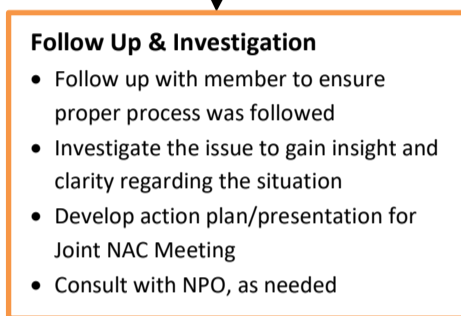 Follow Up & Investigation
• Follow up with member to ensure
proper process was followed
• Investigate the issue to gain insight and
clarity regarding the situation
• Develop action plan/presentation for
Joint NAC Meeting
• Consult with NPO, as needed